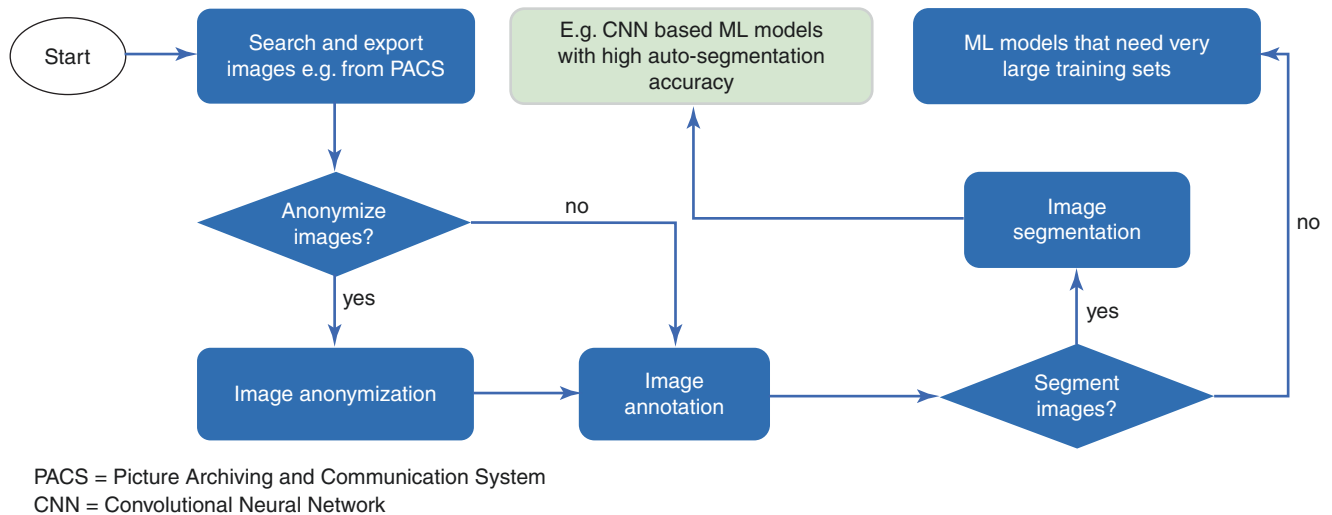 Start
Search and export
images e.g. from PACS
E.g. CNN based ML models
with high auto-segmentation
accuracy
ML models that need very
large training sets
Anonymize
images?
no
yes
Image anonymization
Image
annotation
Segment
images?
yes
Image
segmentation
no
PACS = Picture Archiving and Communication System
CNN = Convolutional Neural Network